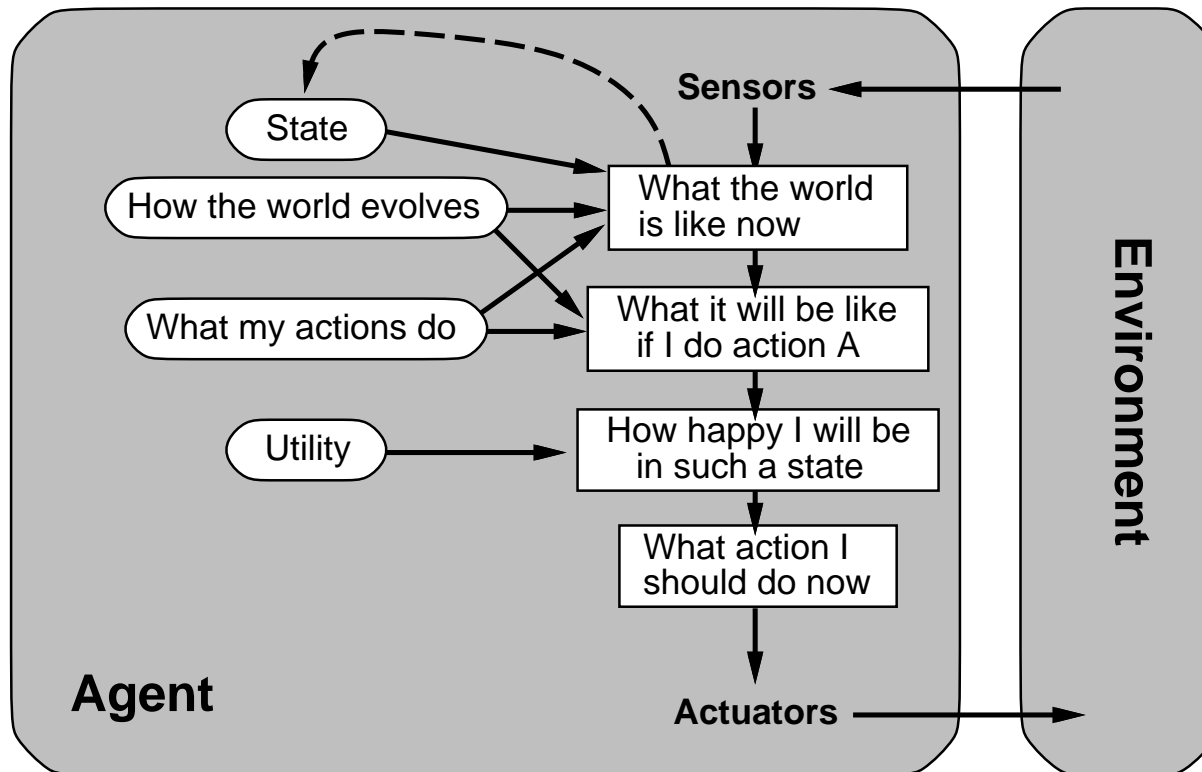 Sensors
State
What the world
is like now
How the world evolves
What my actions do
What it will be like
if I do action A
Utility
How happy I will be
in such a state
What action I
should do now
Agent
Actuators
Environment